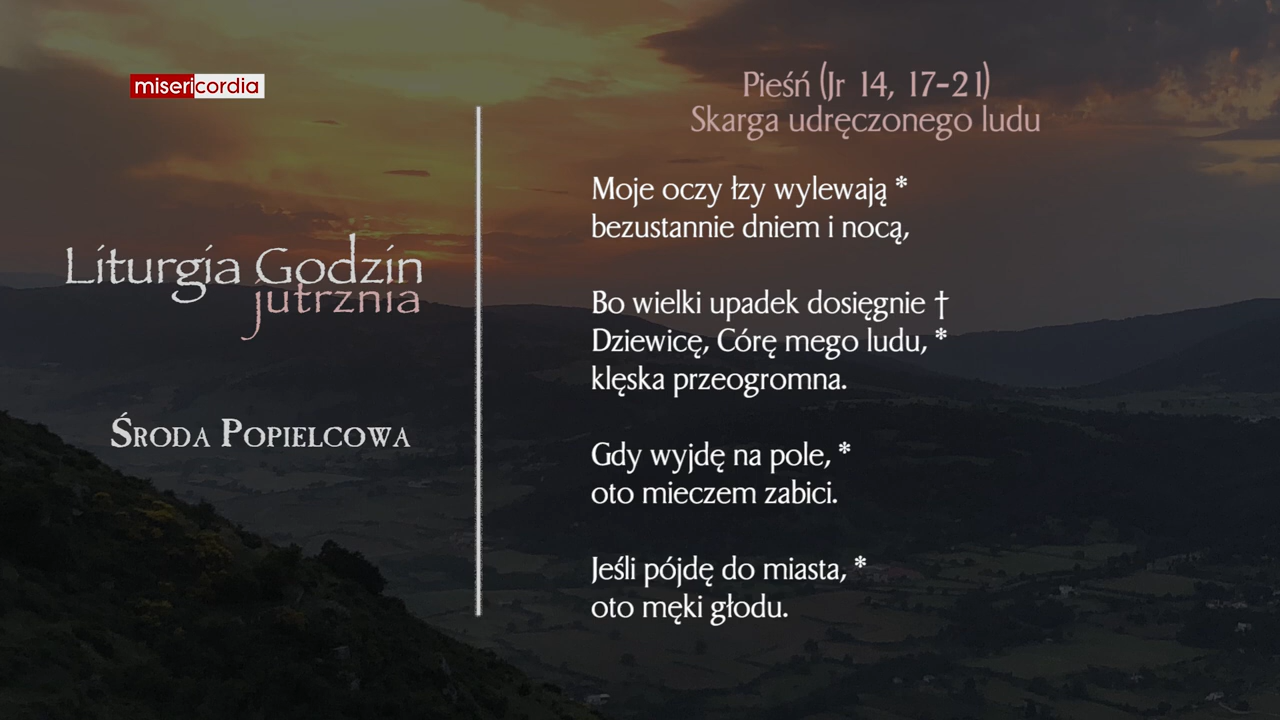 misericordia
Liturgia Godzin
jutrznia
Środa Popielcowa
Pieśń (Jr 14, 17-21)
Skarga udręczonego ludu
Moje oczy łzy wylewają *
bezustannie dniem i nocą,
Bo wielki upadek dosięgnie †
Dziewicę, Córę mego ludu, *
klęska przeogromna.
Gdy wyjdę na pole, *
oto mieczem zabici.
Jeśli pójdę do miasta, *
oto męki głodu.